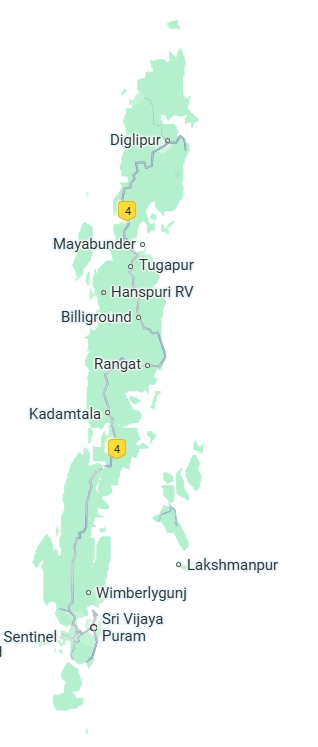 Diglipur
4
Mayabunder
Tugapur
Hanspuri RV
Billiground
Rangat
Kadamtala
4
Lakshmanpur
Wimberlygunj
Sri Vijaya
Puram
Sentinel